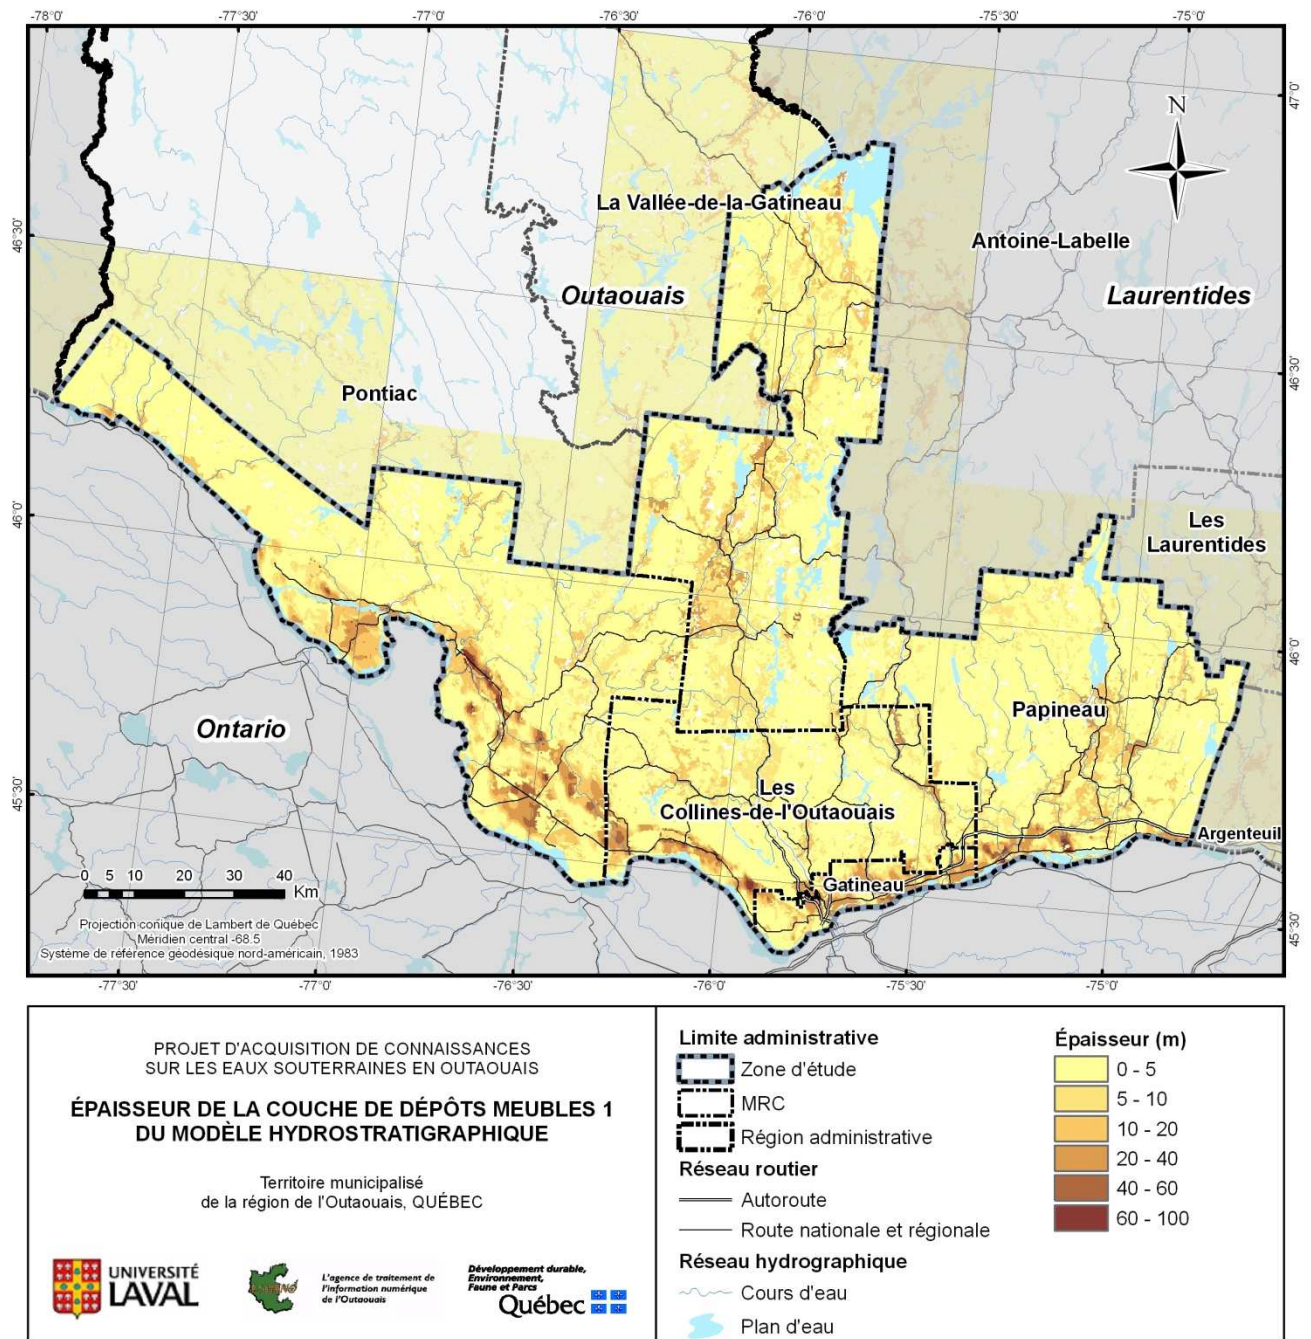 -78°0' -77°30' -77°0' -76°30' -76°0' -75°30' -75°0'
47°0'
N
La Vallée-de-la-Gatineau
Antoine-Labelle
46°30'
Outaouais
Laurentides
46°30'
Pontiac
46°0'
Les
Laurentides
46°0'
Papineau
Ontario
Les
Collines-de-l'Outaouais
45°30'
Argenteuil
Gatineau
0 5 10 20 30 40
Km
45°30'
Projection conique de Lambert de Québec
Méridien central -68.5
Système de référence géodésique nord-américain, 1983
-77°30' -77°0' -76°30' -76°0' -75°30' -75°0'
PROJET D'ACQUISITION DE CONNAISSANCES
SUR LES EAUX SOUTERRAINES EN OUTAOUAIS
ÉPAISSEUR DE LA COUCHE DE DÉPÔTS MEUBLES 1
DU MODÈLE HYDROSTRATIGRAPHIQUE
Territoire municipalisé
de la région de l'Outaouais, QUÉBEC
UNIVERSITÉ
LAVAL
L'agence de traitement de
l'information numérique
de l'Outaouais
Développement durable,
Environnement,
Faune et Parcs
Québec
Limite administrative
Zone d'étude
MRC
Région administrative
Réseau routier
Autoroute
Route nationale et régionale
Réseau hydrographique
Cours d'eau
Plan d'eau
Épaisseur (m)
0 - 5
5 - 10
10 - 20
20 - 40
40 - 60
60 - 100